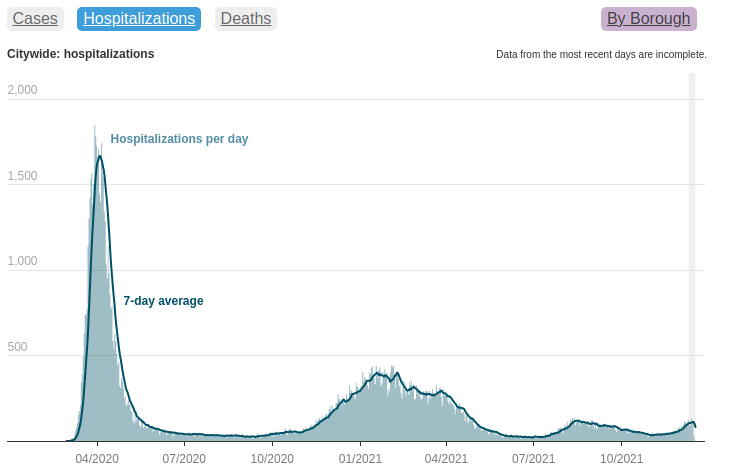 Cases Hospitalizations Deaths By Borough
Citywide: hospitalizations Data from the most recent days are incomplete.
2,000
Hospitalizations per day
1,500
1,000
7-day average
500
04/2020 07/2020 10/2020 01/2021 04/2021 07/2021 10/2021